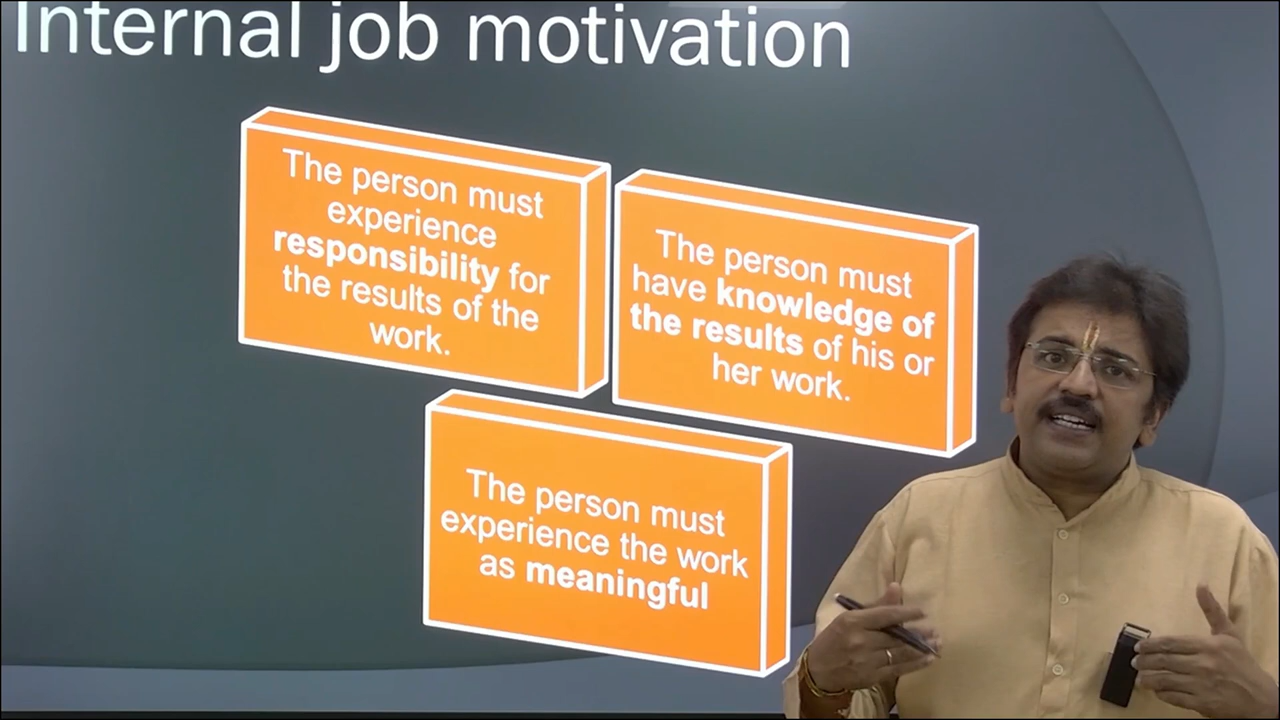 Internal job motivation
The person must
experience
responsibility for
the results of the
work.
The person must
have knowledge of
the results of his or
her work.
The person must
experience the work
as meaningful